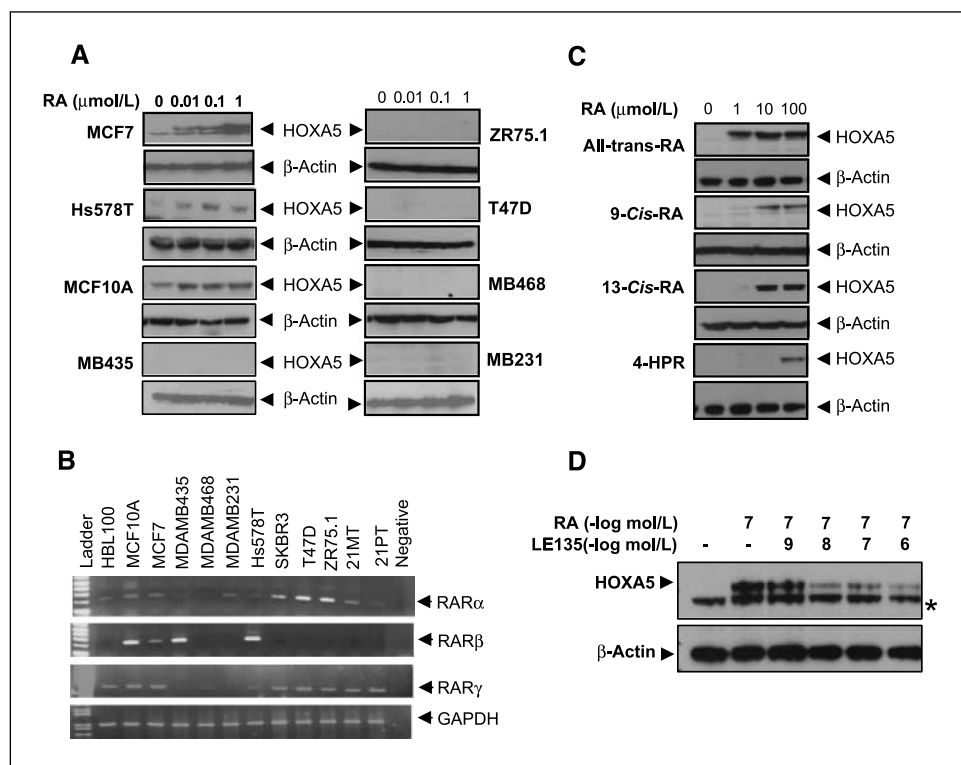 A
RA (μmol/L) 0 0.01 0.1 1
0 0.01 0.1 1
MCF7 HOXA5 ZR75.1
β-Actin
Hs578T HOXA5 T47D
β-Actin
MCF10A HOXA5 MB468
β-Actin
MB435 HOXA5 MB231
β-Actin
C
RA (μmol/L) 0 1 10 100
All-trans-RA HOXA5
β-Actin
9-Cis-RA HOXA5
β-Actin
13-Cis-RA HOXA5
β-Actin
4-HPR HOXA5
β-Actin
B
Ladder
HBL100
MCF10A
MCF7
MDAMB435
MDAMB468
MDAMB231
Hs578T
SKBR3
T47D
ZR75.1
21MT
21PT
Negative
RARα
RARβ
RARγ
GAPDH
D
RA (-log mol/L) - 7 7 7 7 7
LE135(-log mol/L) - - 9 8 7 6
HOXA5 *
β-Actin